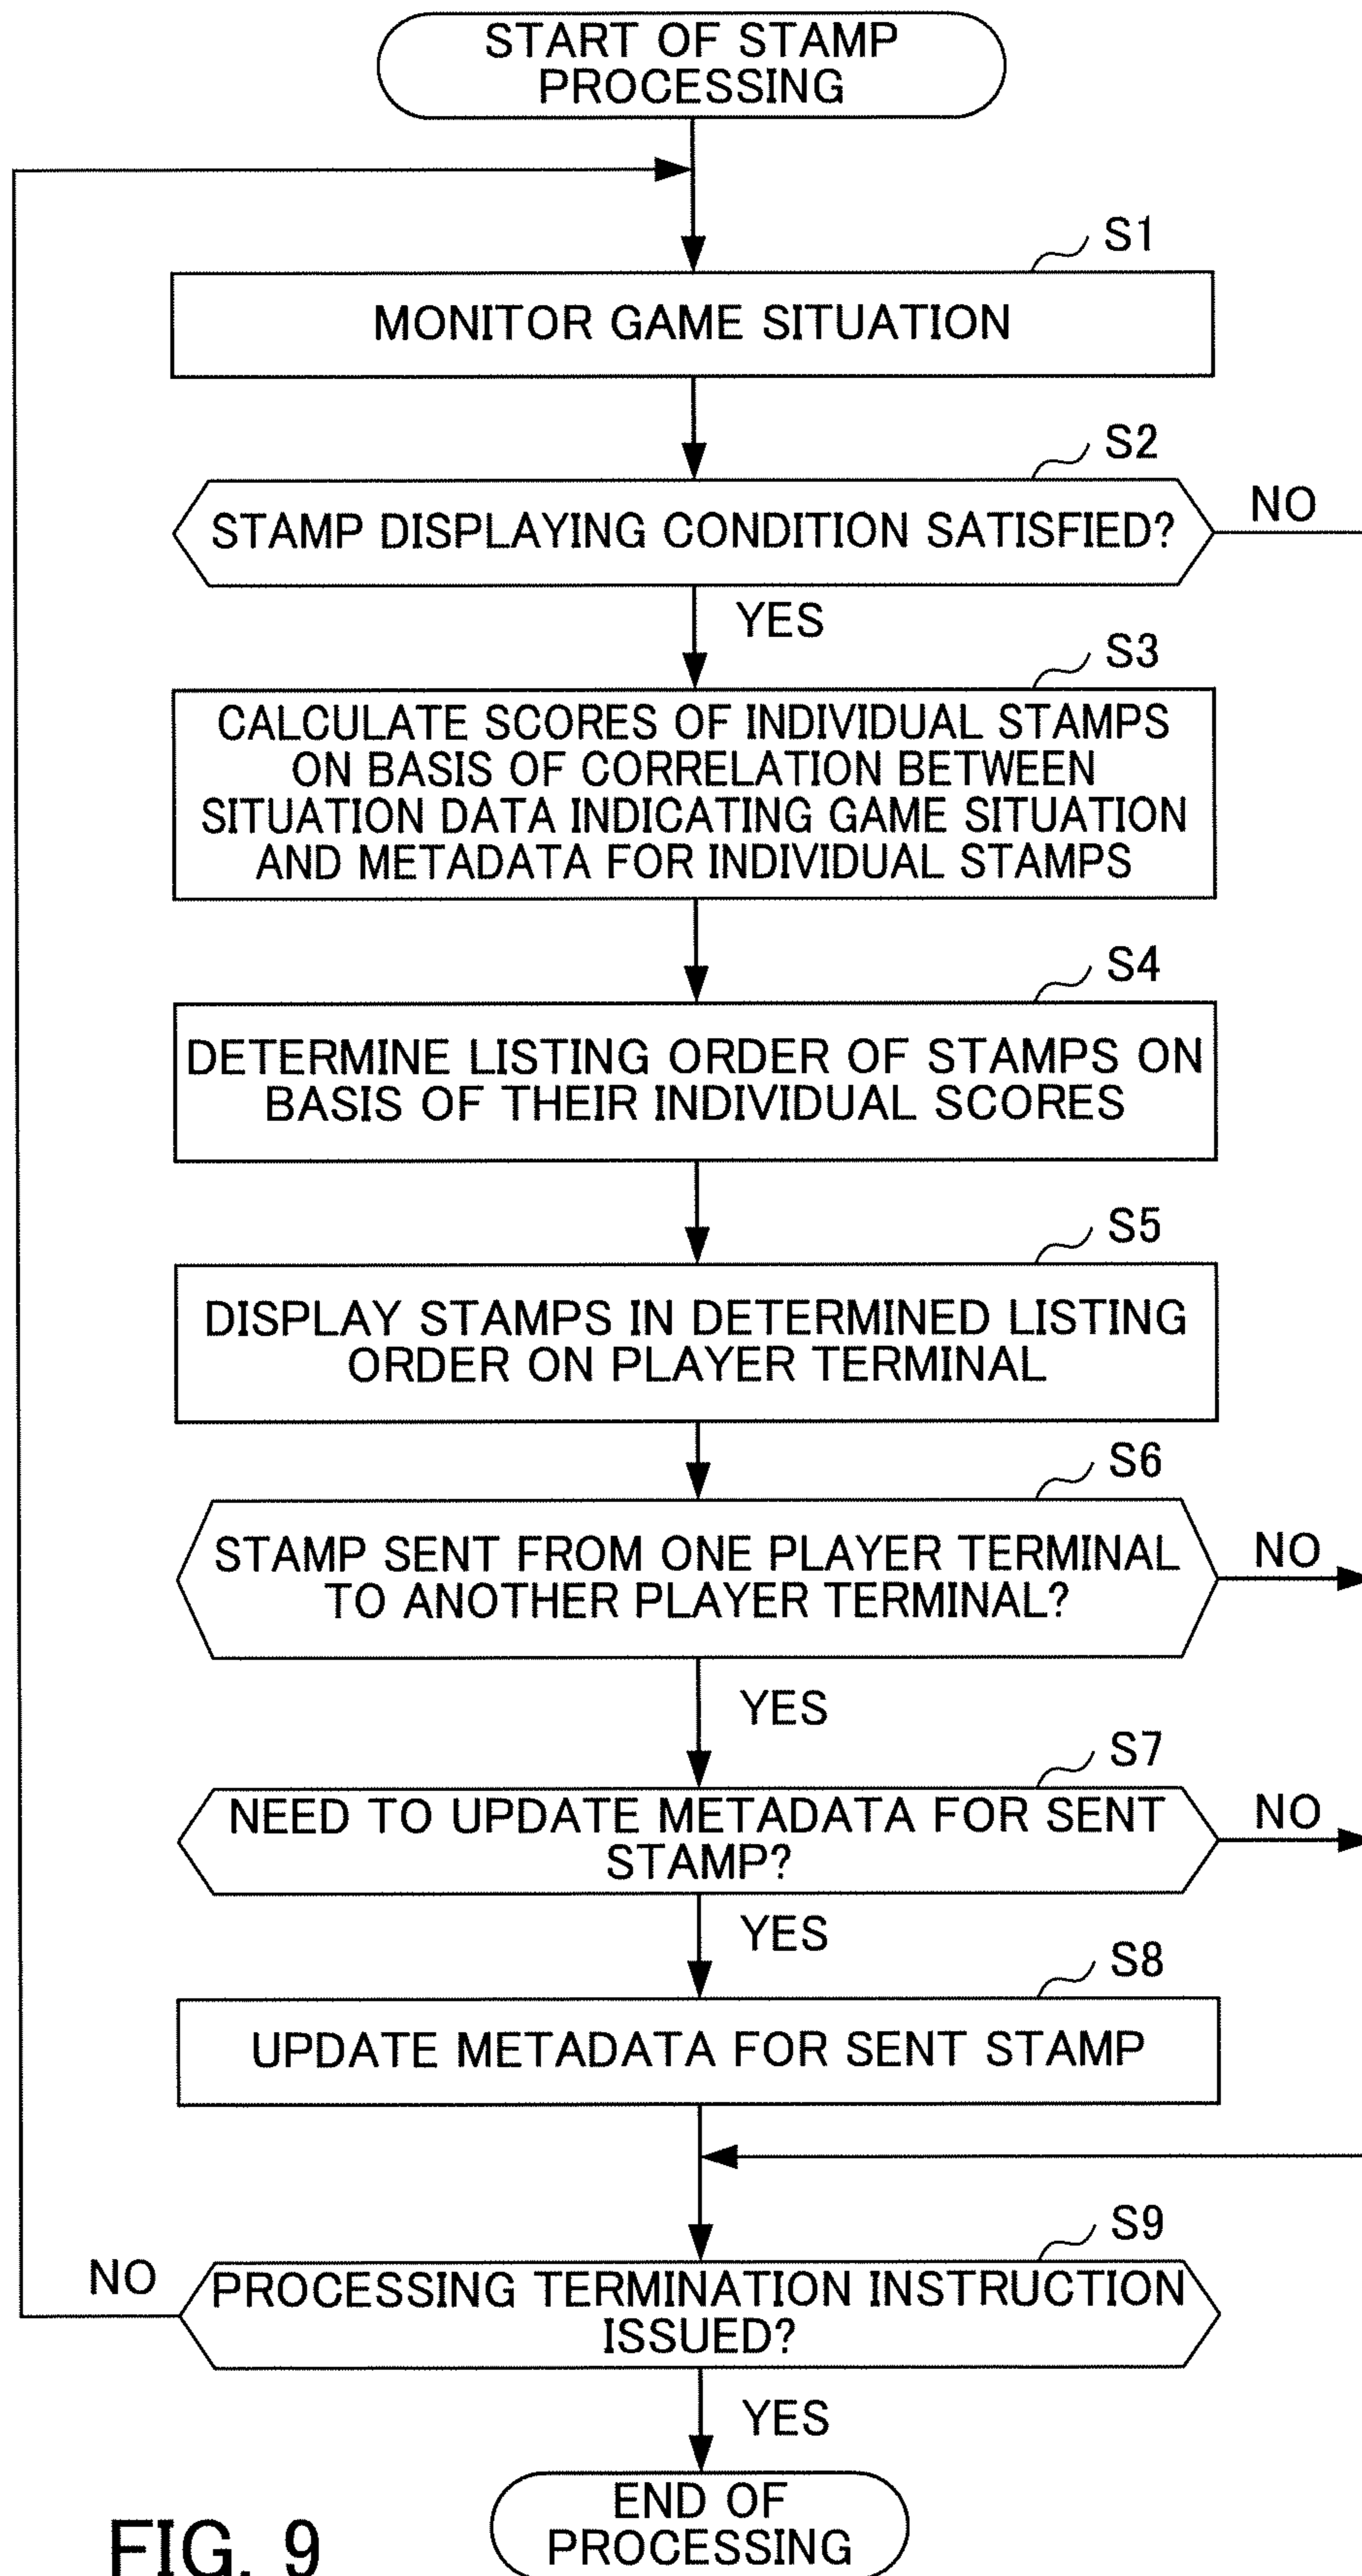 START OF STAMP
PROCESSING
S1
MONITOR GAME SITUATION
S2
STAMP DISPLAYING CONDITION SATISFIED?
NO
YES
S3
CALCULATE SCORES OF INDIVIDUAL STAMPS
ON BASIS OF CORRELATION BETWEEN
SITUATION DATA INDICATING GAME SITUATION
AND METADATA FOR INDIVIDUAL STAMPS
S4
DETERMINE LISTING ORDER OF STAMPS ON
BASIS OF THEIR INDIVIDUAL SCORES
S5
DISPLAY STAMPS IN DETERMINED LISTING
ORDER ON PLAYER TERMINAL
S6
STAMP SENT FROM ONE PLAYER TERMINAL
TO ANOTHER PLAYER TERMINAL?
NO
YES
S7
NEED TO UPDATE METADATA FOR SENT
STAMP?
NO
YES
S8
UPDATE METADATA FOR SENT STAMP
S9
NO
PROCESSING TERMINATION INSTRUCTION
ISSUED?
YES
END OF
PROCESSING
FIG. 9